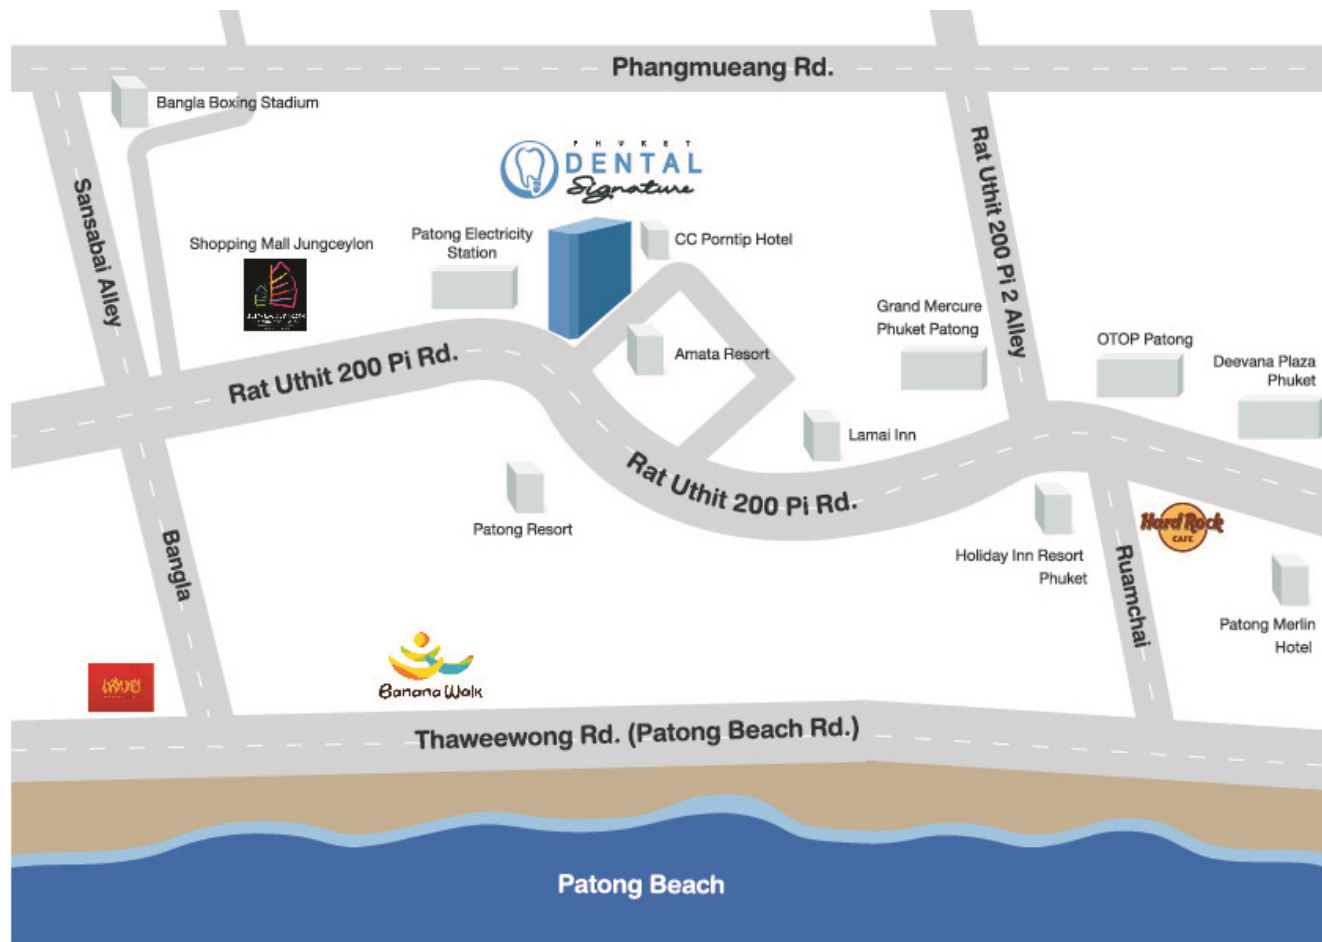 Phangmueang Rd.
Bangla Boxing Stadium
PHUKET
DENTAL
Signature
Rat Uthit 200 Pi 2 Alley
Sansabai Alley
Shopping Mall Jungceylon
Patong Electricity
Station
CC Porntip Hotel
Grand Mercure
Phuket Patong
OTOP Patong
Deevana Plaza
Phuket
Amata Resort
Rat Uthit 200 Pi Rd.
Lamai Inn
Rat Uthit 200 Pi Rd.
Patong Resort
Hard Rock
CAFE
Bangla
Holiday Inn Resort
Phuket
Ruamchai
Patong Merlin
Hotel
Banana Walk
Thaweewong Rd. (Patong Beach Rd.)
Patong Beach